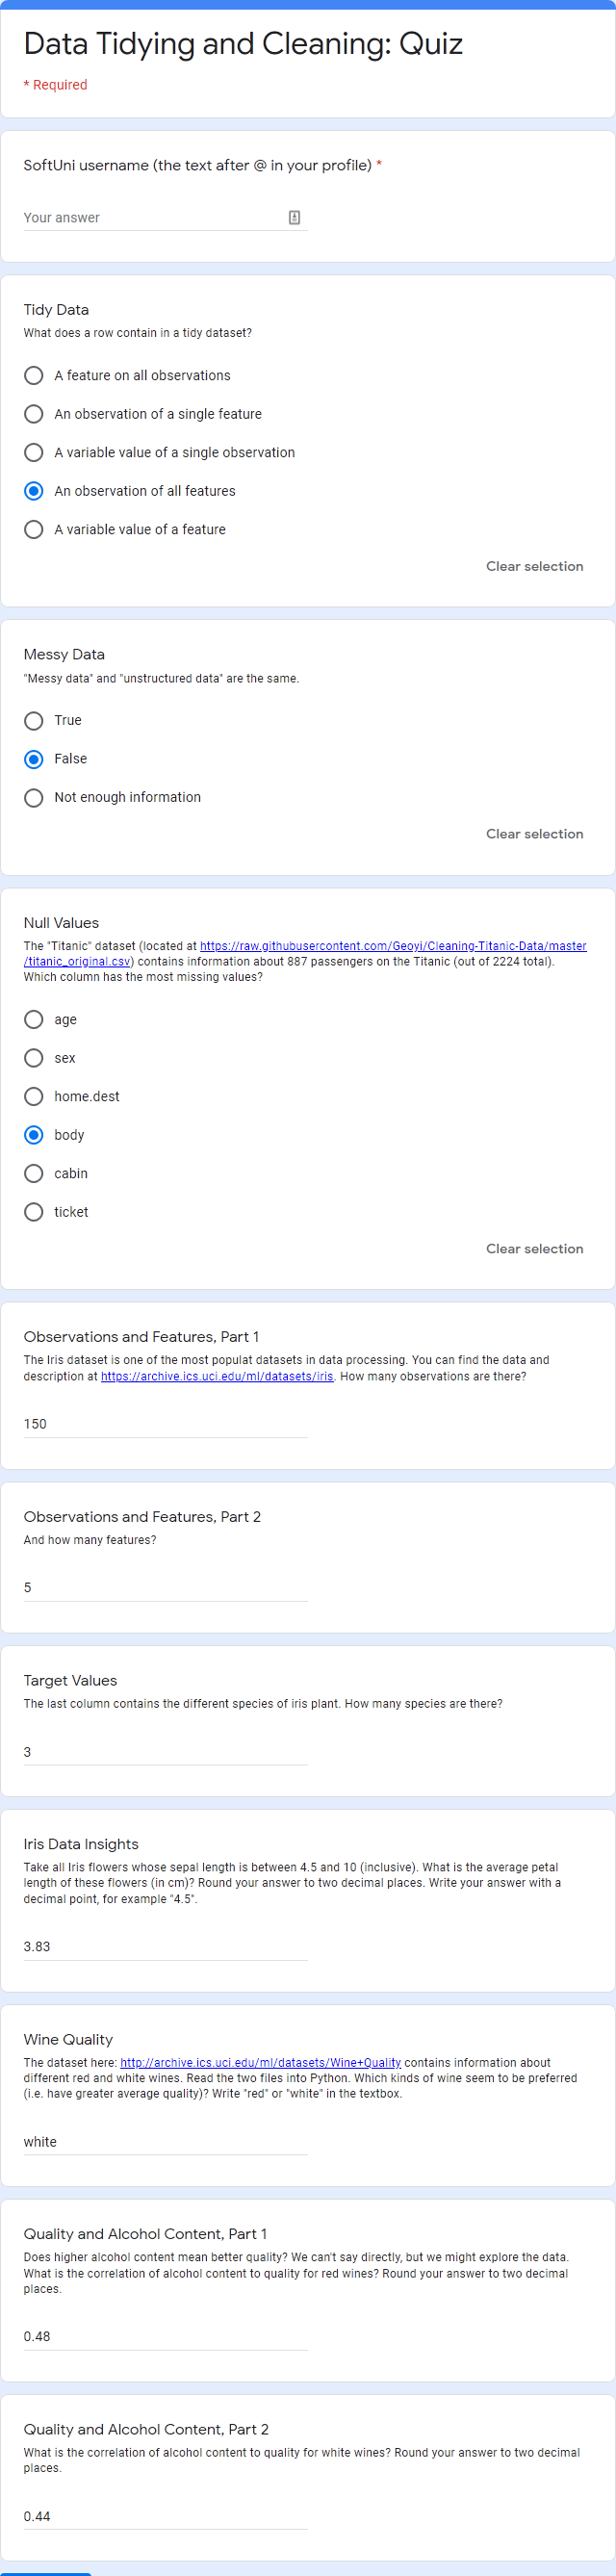 Data Tidying and Cleaning: Quiz
* Required
SoftUni username (the text after @ in your profile) *
Your answer
Tidy Data
What does a row contain in a tidy dataset?
A feature on all observations
An observation of a single feature
A variable value of a single observation
An observation of all features
A variable value of a feature
Clear selection
Messy Data
"Messy data" and "unstructured data" are the same.
True
False
Not enough information
Clear selection
Null Values
The "Titanic" dataset (located at https://raw.githubusercontent.com/Geoyi/Cleaning-Titanic-Data/master
/titanic_original.csv) contains information about 887 passengers on the Titanic (out of 2224 total).
Which column has the most missing values?
age
sex
home.dest
body
cabin
ticket
Clear selection
Observations and Features, Part 1
The Iris dataset is one of the most populat datasets in data processing. You can find the data and
description at https://archive.ics.uci.edu/ml/datasets/iris. How many observations are there?
150
Observations and Features, Part 2
And how many features?
5
Target Values
The last column contains the different species of iris plant. How many species are there?
3
Iris Data Insights
Take all Iris flowers whose sepal length is between 4.5 and 10 (inclusive). What is the average petal
length of these flowers (in cm)? Round your answer to two decimal places. Write your answer with a
decimal point, for example "4.5".
3.83
Wine Quality
The dataset here: http://archive.ics.uci.edu/ml/datasets/Wine+Quality contains information about
different red and white wines. Read the two files into Python. Which kinds of wine seem to be preferred
(i.e. have greater average quality)? Write "red" or "white" in the textbox.
white
Quality and Alcohol Content, Part 1
Does higher alcohol content mean better quality? We can't say directly, but we might explore the data.
What is the correlation of alcohol content to quality for red wines? Round your answer to two decimal
places.
0.48
Quality and Alcohol Content, Part 2
What is the correlation of alcohol content to quality for white wines? Round your answer to two decimal
places.
0.44